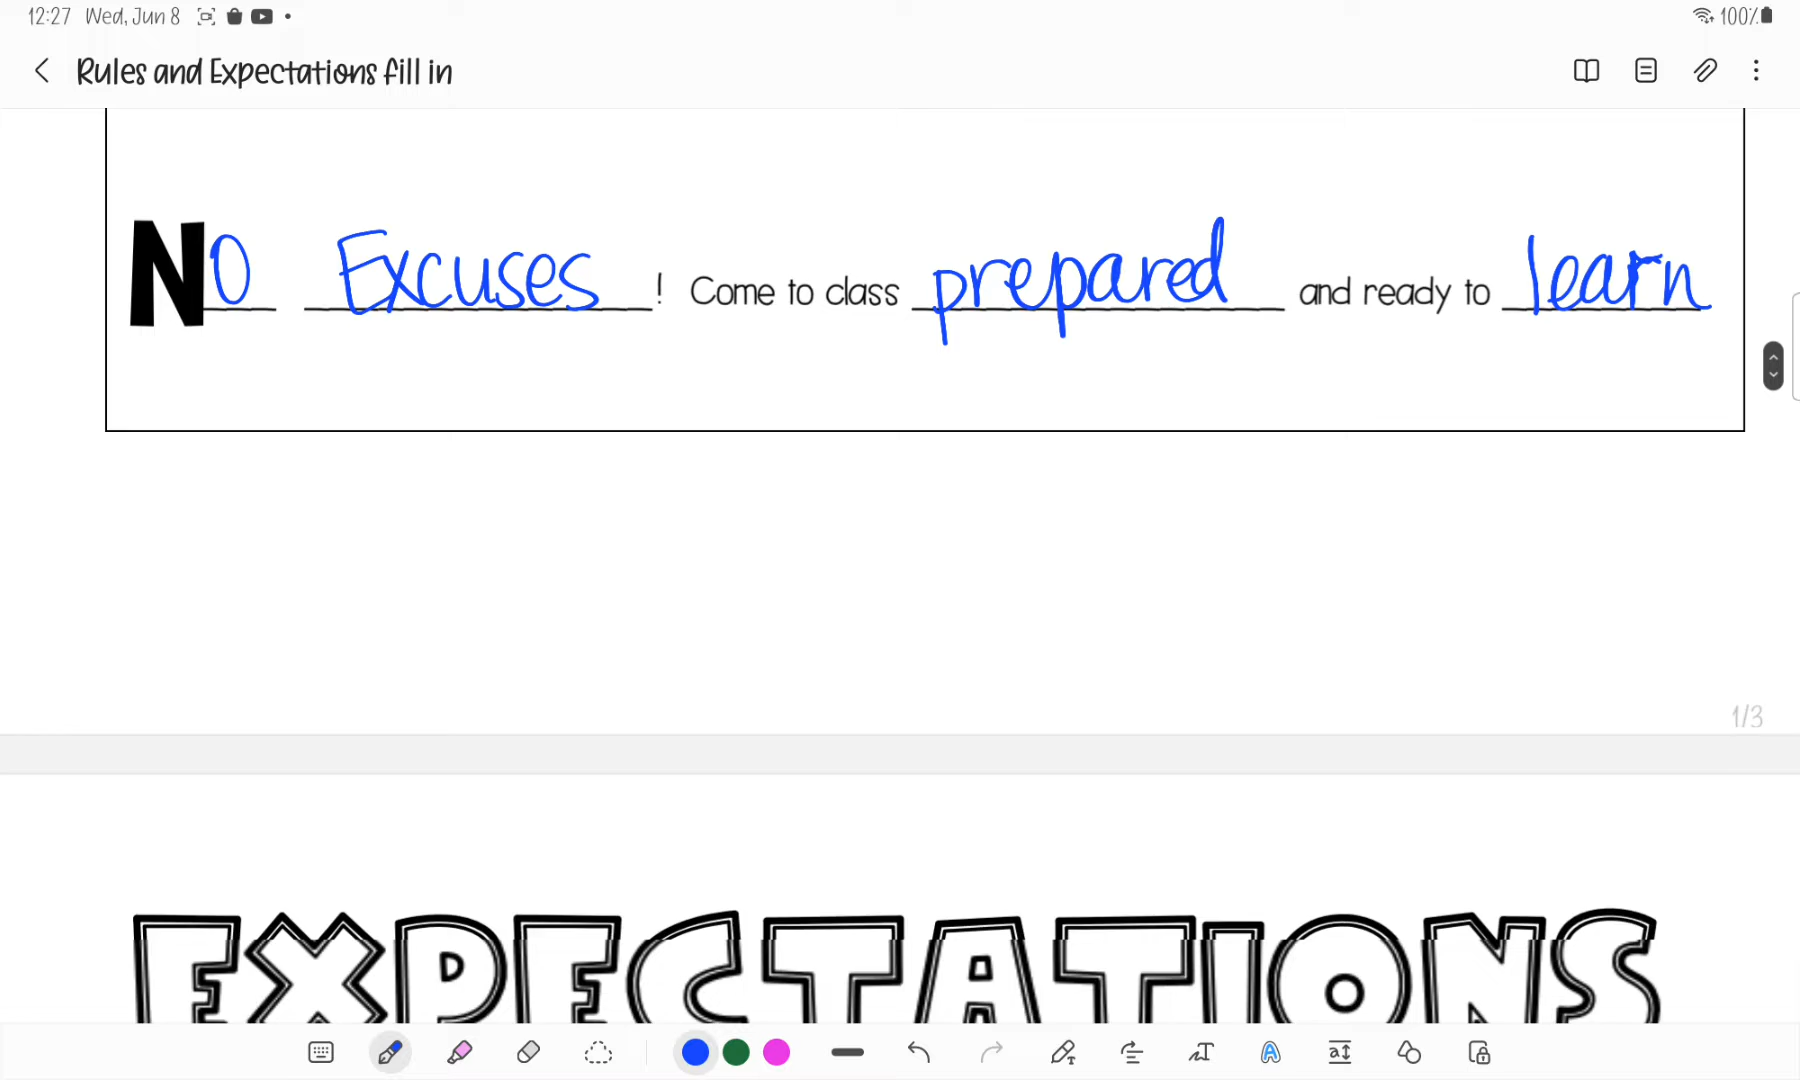 12:27 Wed, Jun 8 100%
Rules and Expectations fill in
NO Excuses! Come to class prepared and ready to learn
1/3
EXPECTATIONS